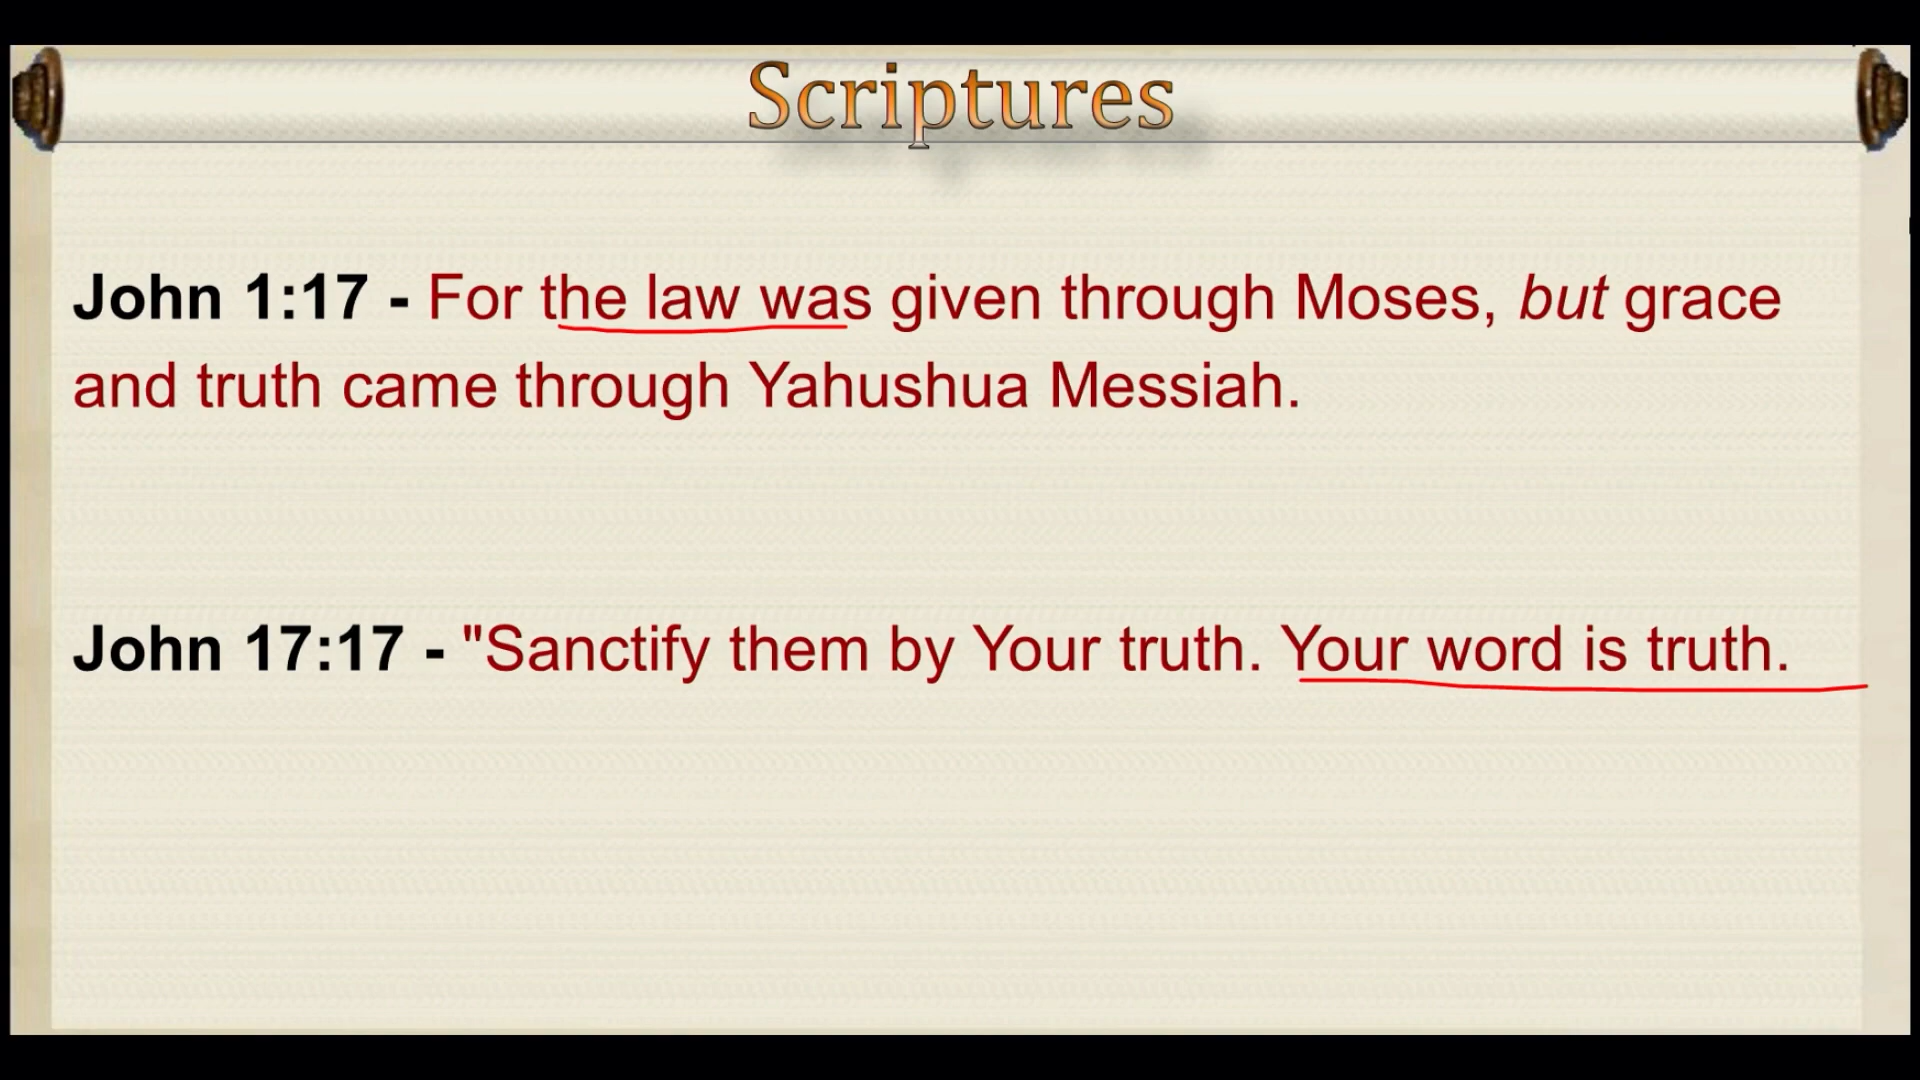 Scriptures
John 1:17 - For the law was given through Moses, but grace
and truth came through Yahushua Messiah.
John 17:17 - "Sanctify them by Your truth. Your word is truth.